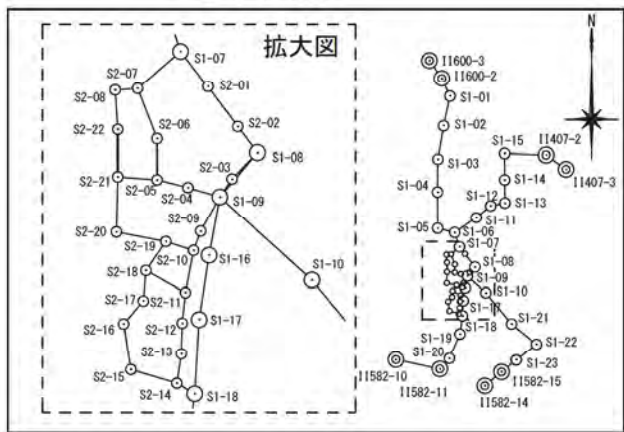 拡大図
S1-07
S2-07
S2-01
S2-08
S2-22
S2-06
S2-02
S1-08
S2-21
S2-05
S2-03
S2-04
S1-09
S2-09
S2-20
S2-19
S2-10
S1-16
S2-18
S1-10
S2-17
S2-11
S2-16
S2-12
S1-17
S2-13
S2-15
S2-14
S1-18
N
II600-3
II600-2
S1-01
S1-02
S1-15
II407-2
S1-03
II407-3
S1-04
S1-14
S1-12
S1-13
S1-11
S1-05
S1-06
S1-07
S1-08
S1-09
S1-10
S1-17
S1-18
S1-21
S1-19
S1-22
S1-20
S1-23
II582-10
II582-11
II582-15
II582-14